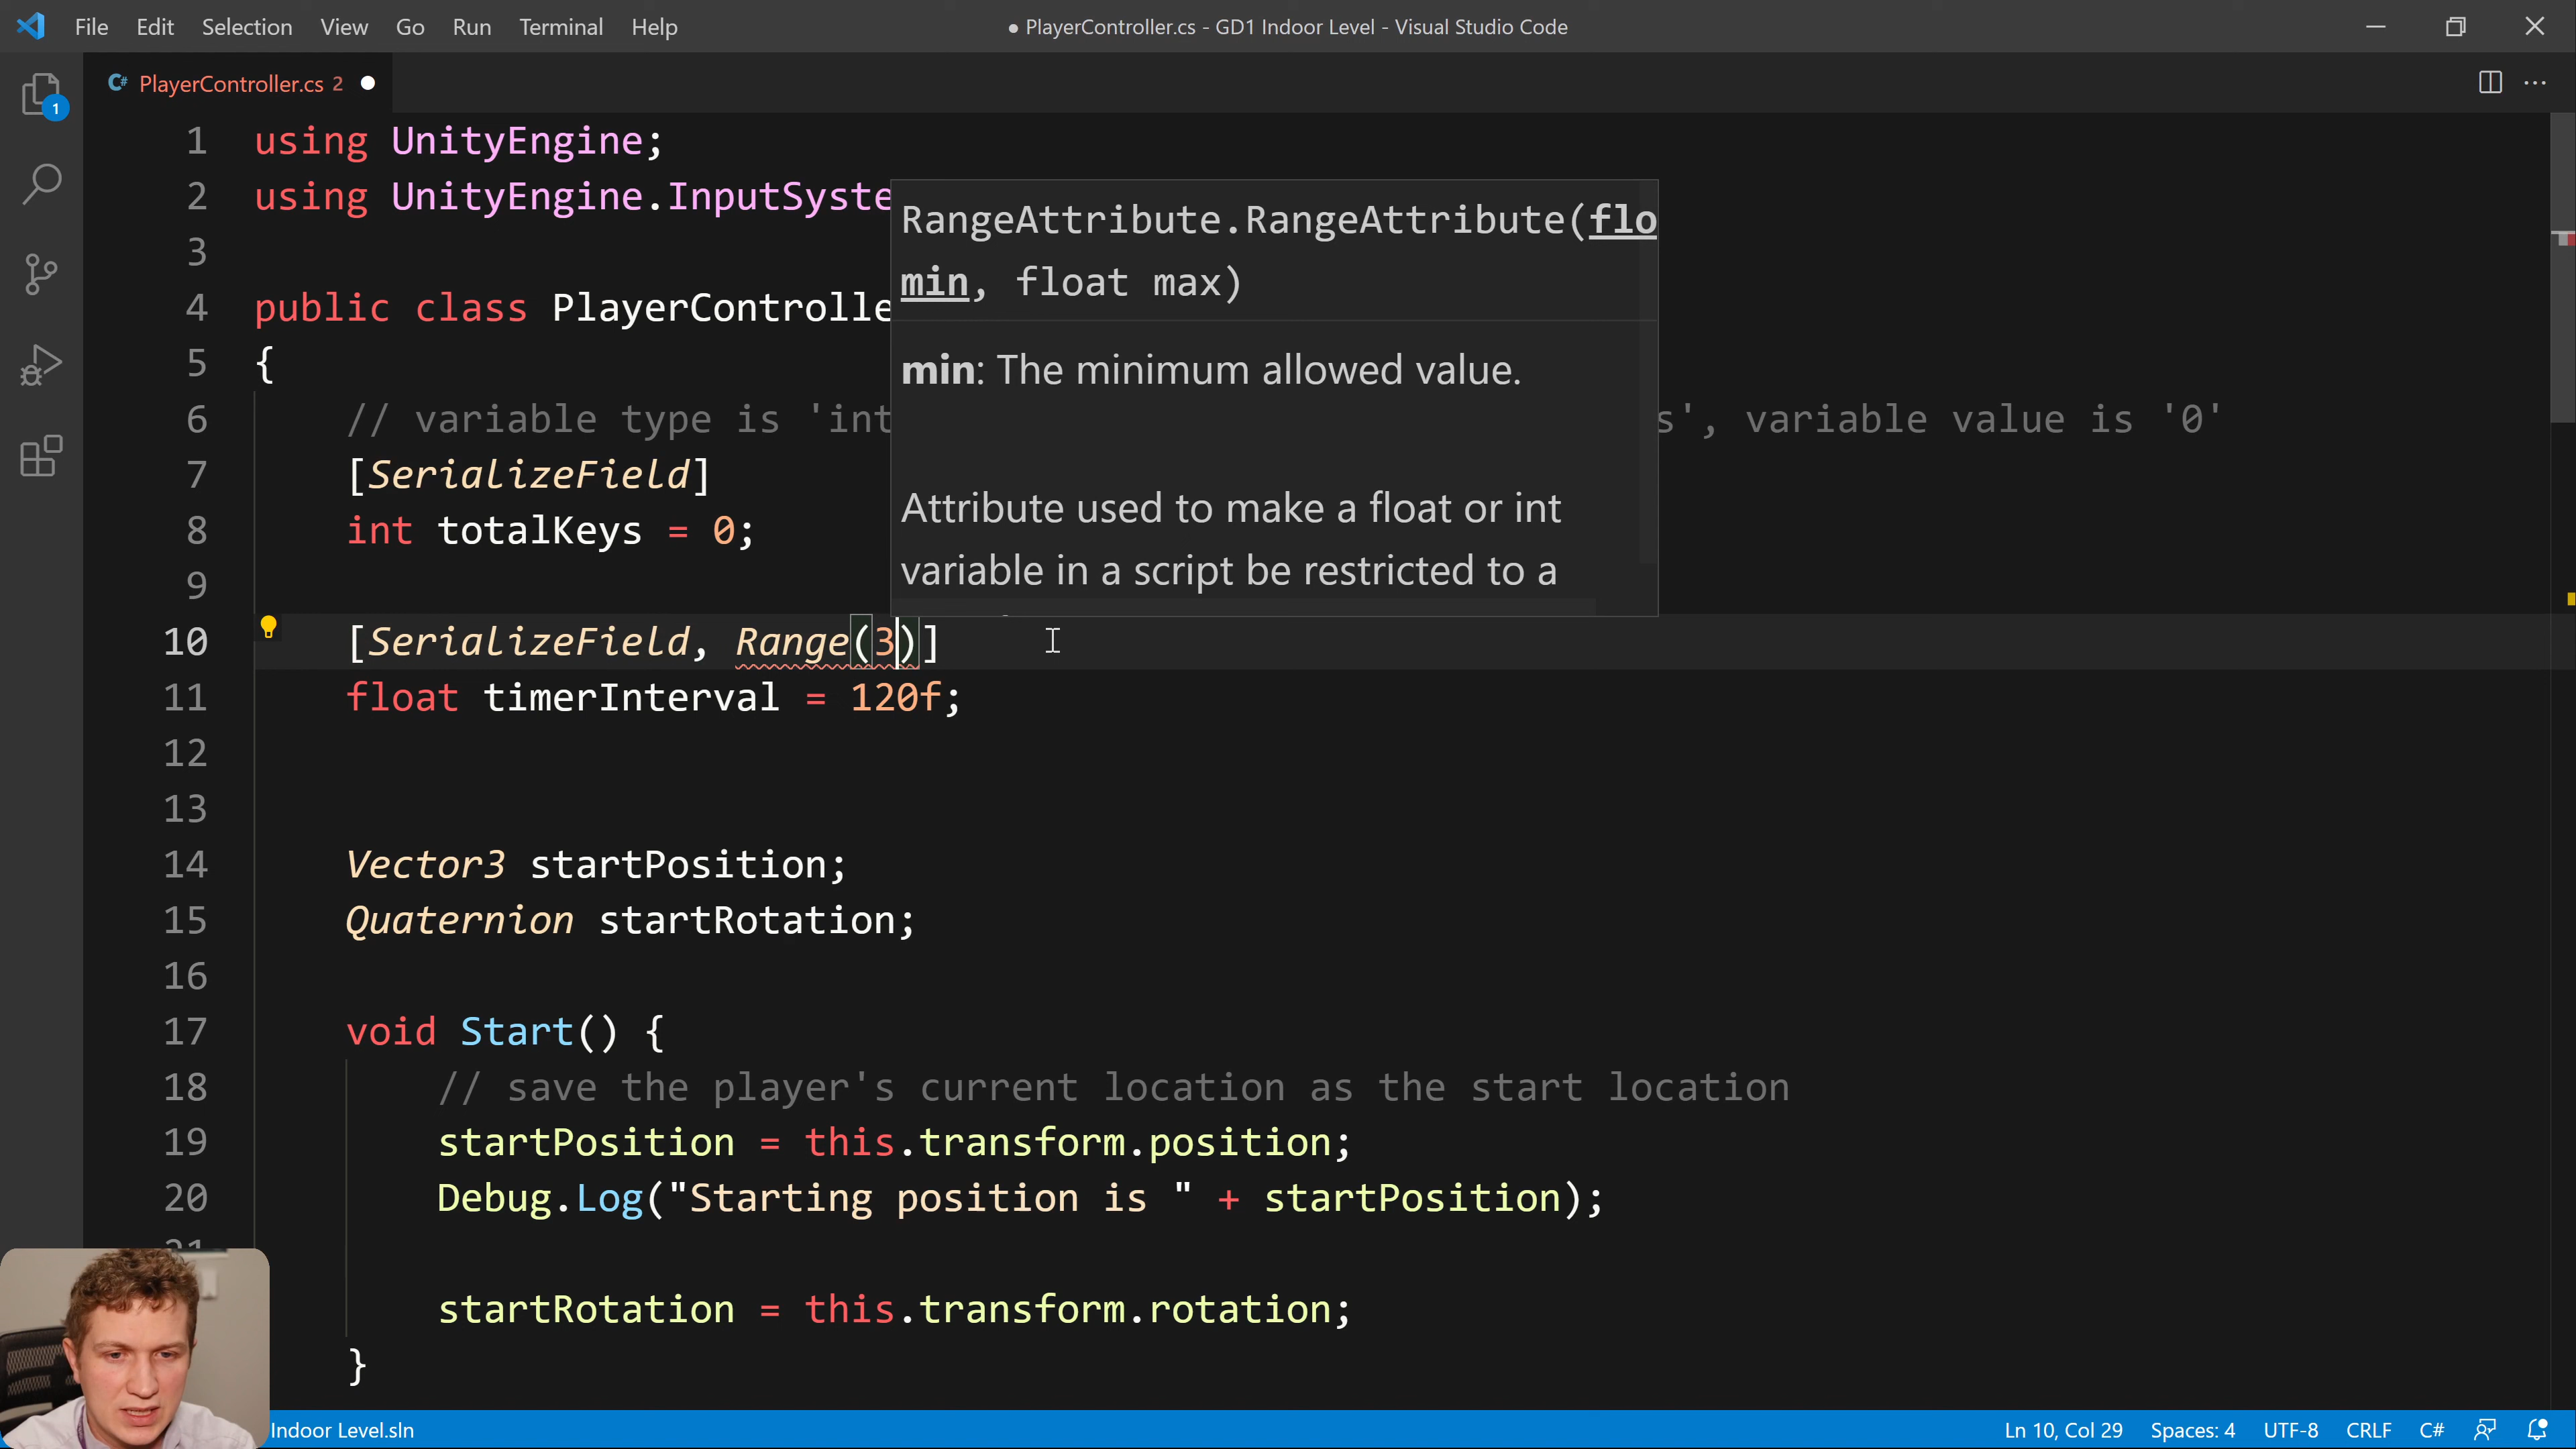 File Edit Selection View Go Run Terminal Help
● PlayerController.cs - GD1 Indoor Level - Visual Studio Code
C# PlayerController.cs 2 ●
1
1 using UnityEngine;
2 using UnityEngine.InputSyste
3
4 public class PlayerControlle
5 {
6 // variable type is 'int s', variable value is '0'
7 [SerializeField]
8 int totalKeys = 0;
9
10 [SerializeField, Range(3)]
11 float timerInterval = 120f;
12
13
14 Vector3 startPosition;
15 Quaternion startRotation;
16
17 void Start() {
18 // save the player's current location as the start location
19 startPosition = this.transform.position;
20 Debug.Log("Starting position is " + startPosition);
21
startRotation = this.transform.rotation;
}
RangeAttribute.RangeAttribute(flo
min, float max)
min: The minimum allowed value.
Attribute used to make a float or int
variable in a script be restricted to a
Indoor Level.sln
Ln 10, Col 29 Spaces: 4 UTF-8 CRLF C#